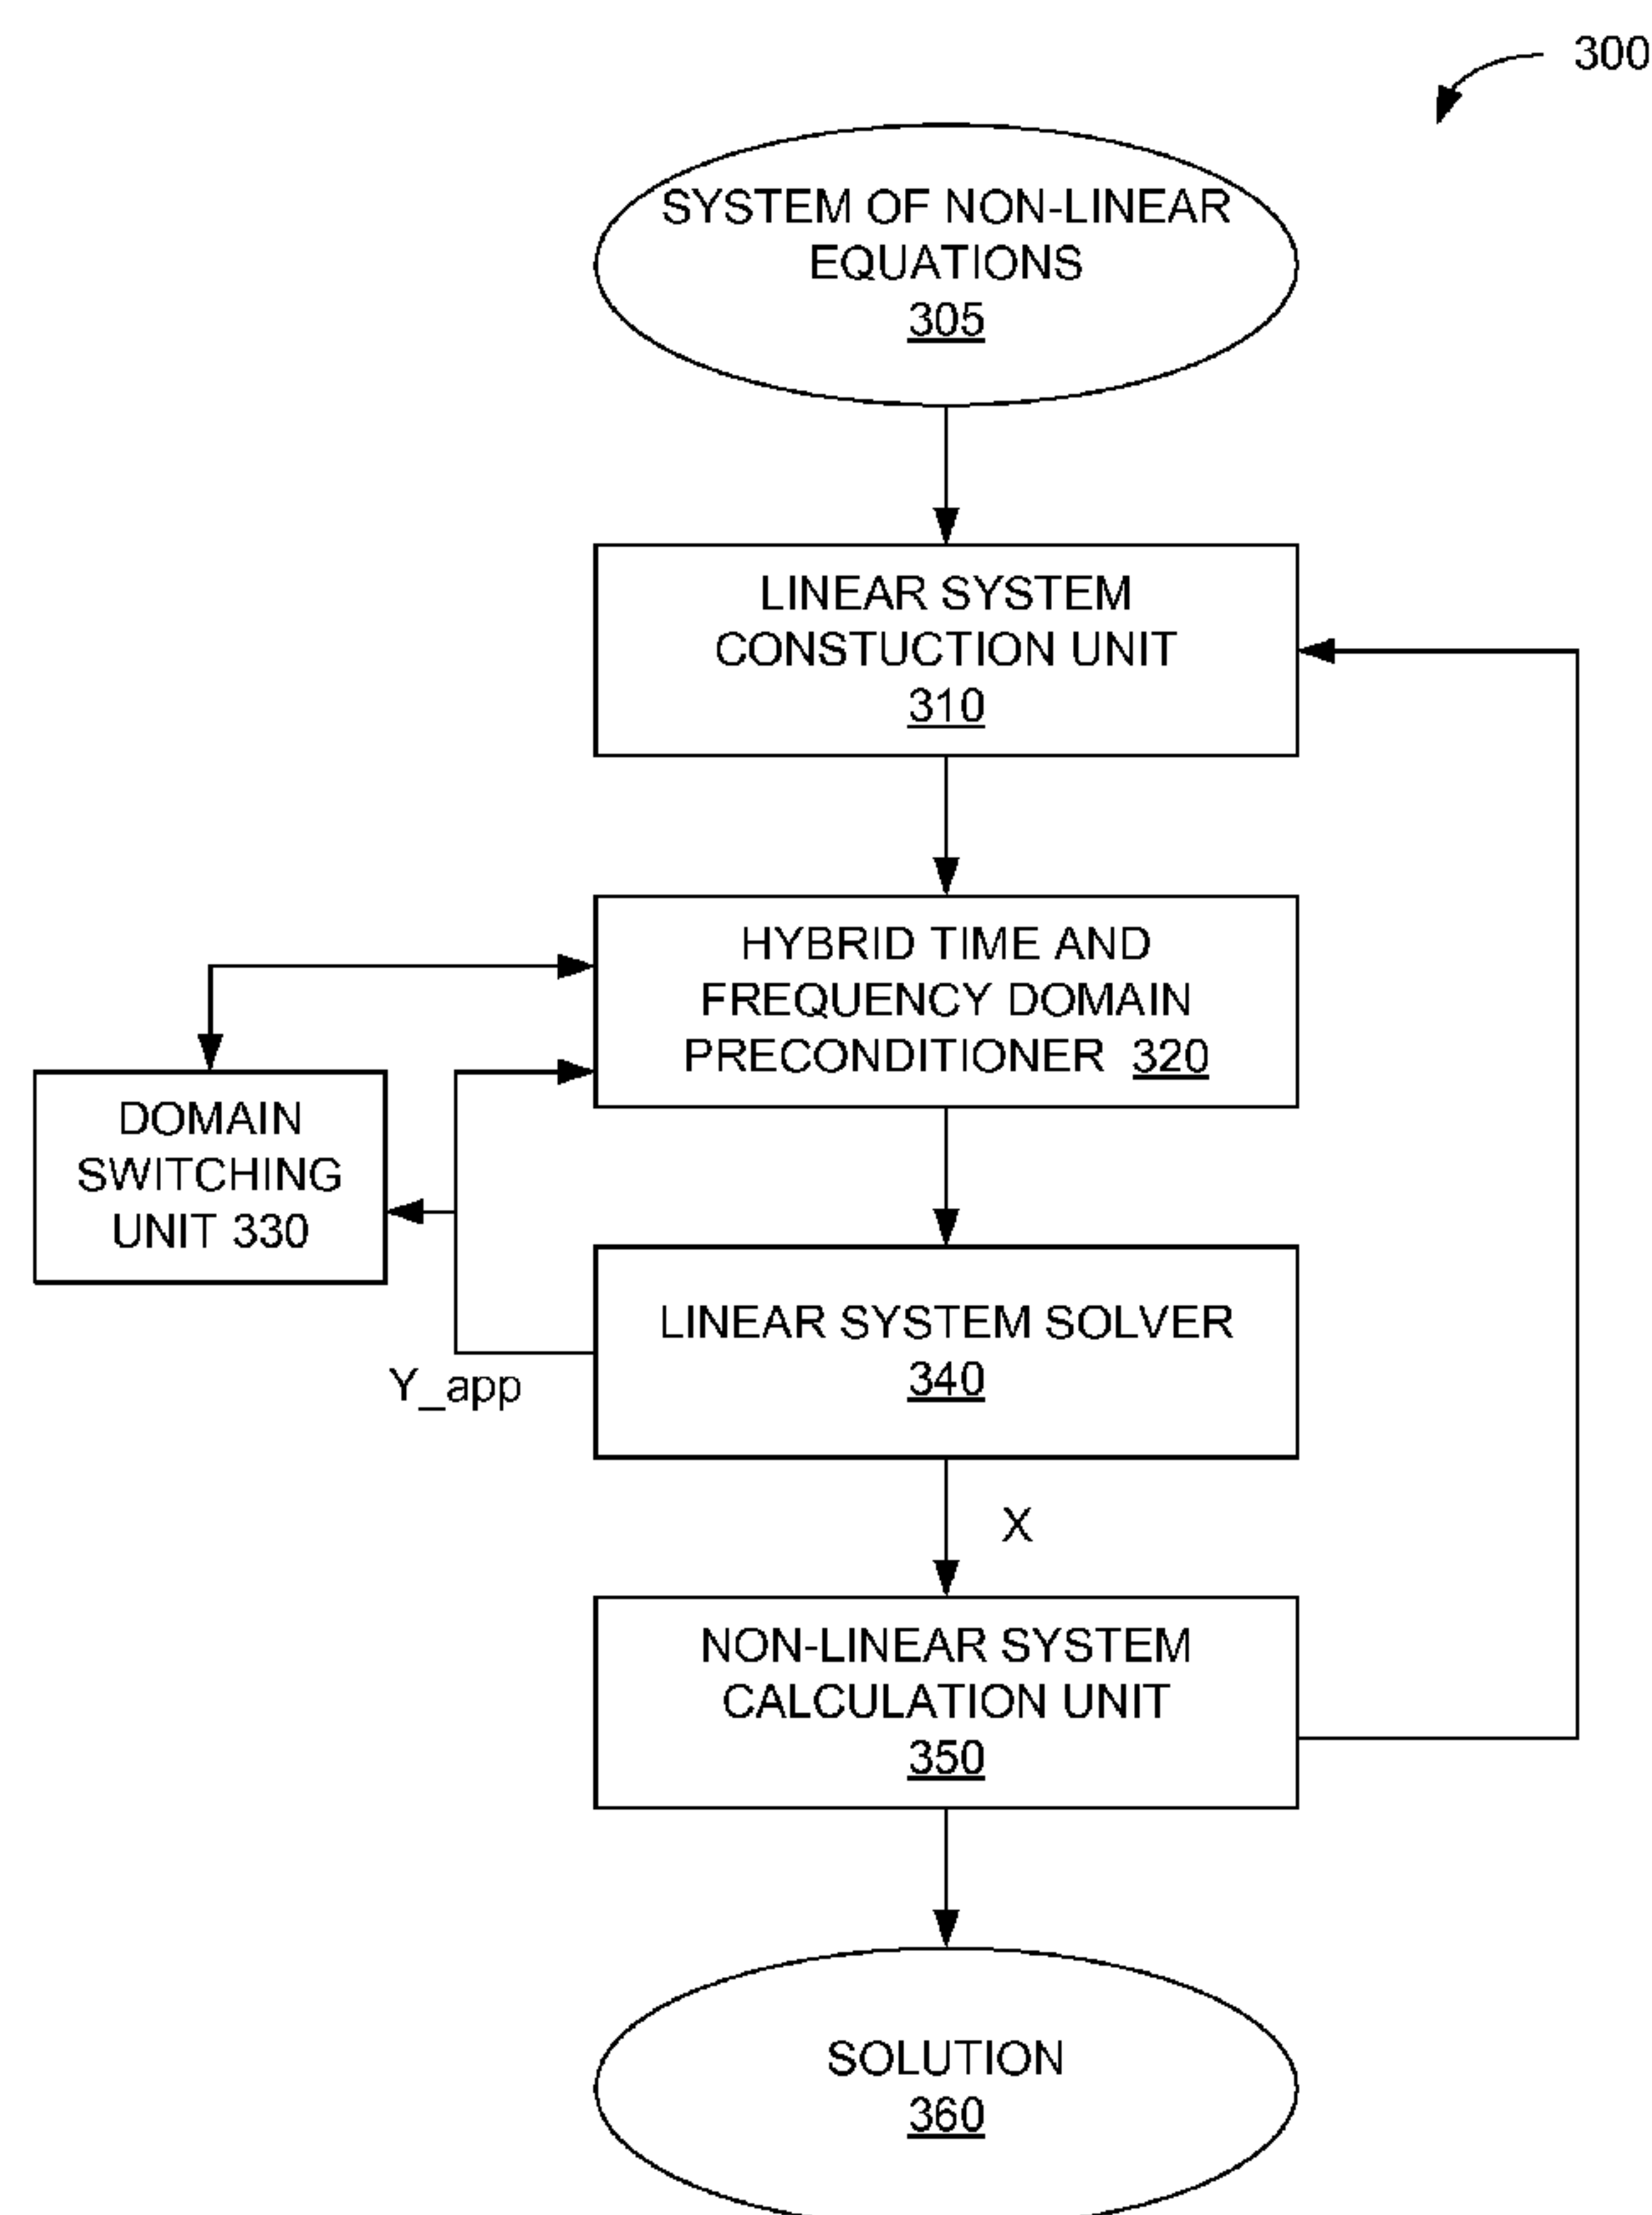 300
SYSTEM OF NON-LINEAR
EQUATIONS
305
LINEAR SYSTEM
CONSTUCTION UNIT
310
HYBRID TIME AND
FREQUENCY DOMAIN
PRECONDITIONER 320
DOMAIN
SWITCHING
UNIT 330
LINEAR SYSTEM SOLVER
340
Y_app
X
NON-LINEAR SYSTEM
CALCULATION UNIT
350
SOLUTION
360